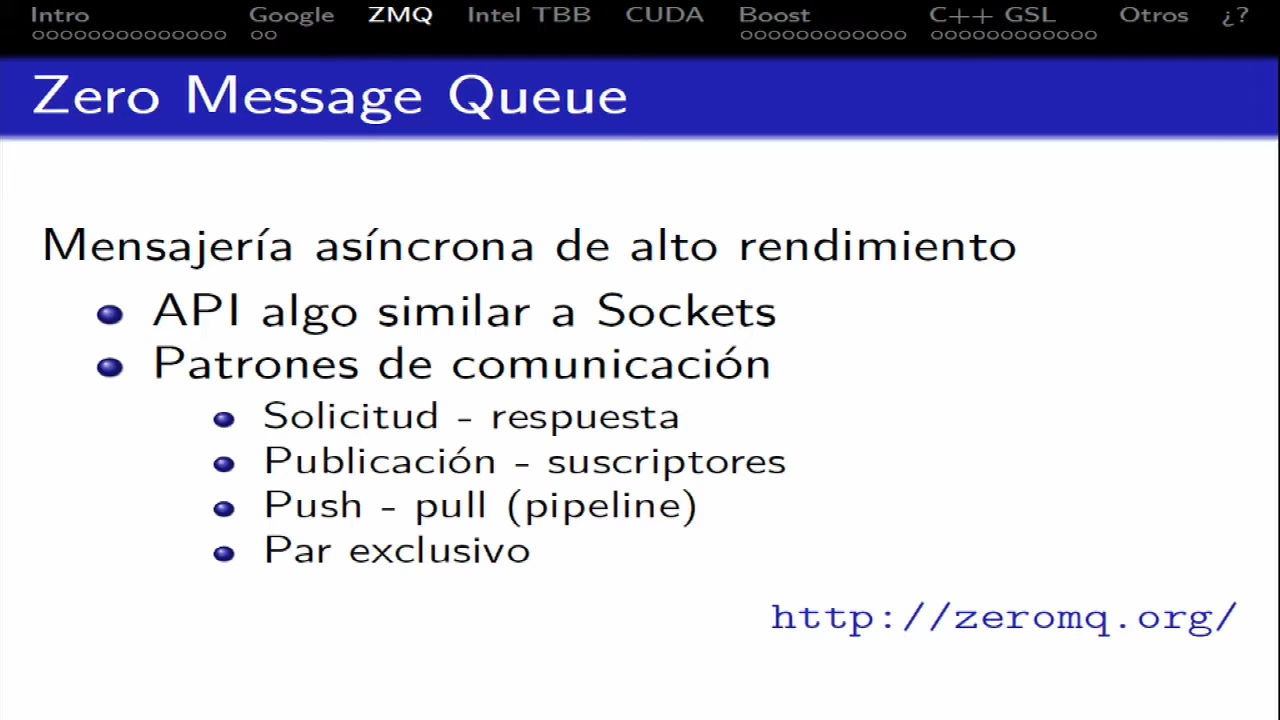 Intro Google ZMQ Intel TBB CUDA Boost C++ GSL Otros ¿?
Zero Message Queue
Mensajería asíncrona de alto rendimiento
API algo similar a Sockets
Patrones de comunicación
Solicitud - respuesta
Publicación - suscriptores
Push - pull (pipeline)
Par exclusivo
http://zeromq.org/